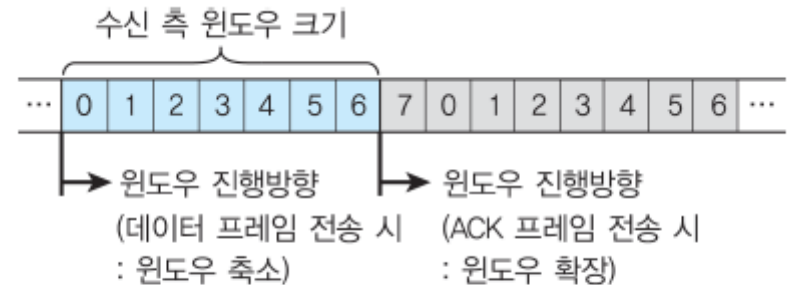 수신 측 윈도우 크기
… 0 1 2 3 4 5 6 7 0 1 2 3 4 5 6 …
윈도우 진행방향 윈도우 진행방향
(데이터 프레임 전송 시 (ACK 프레임 전송 시
: 윈도우 축소) : 윈도우 확장)